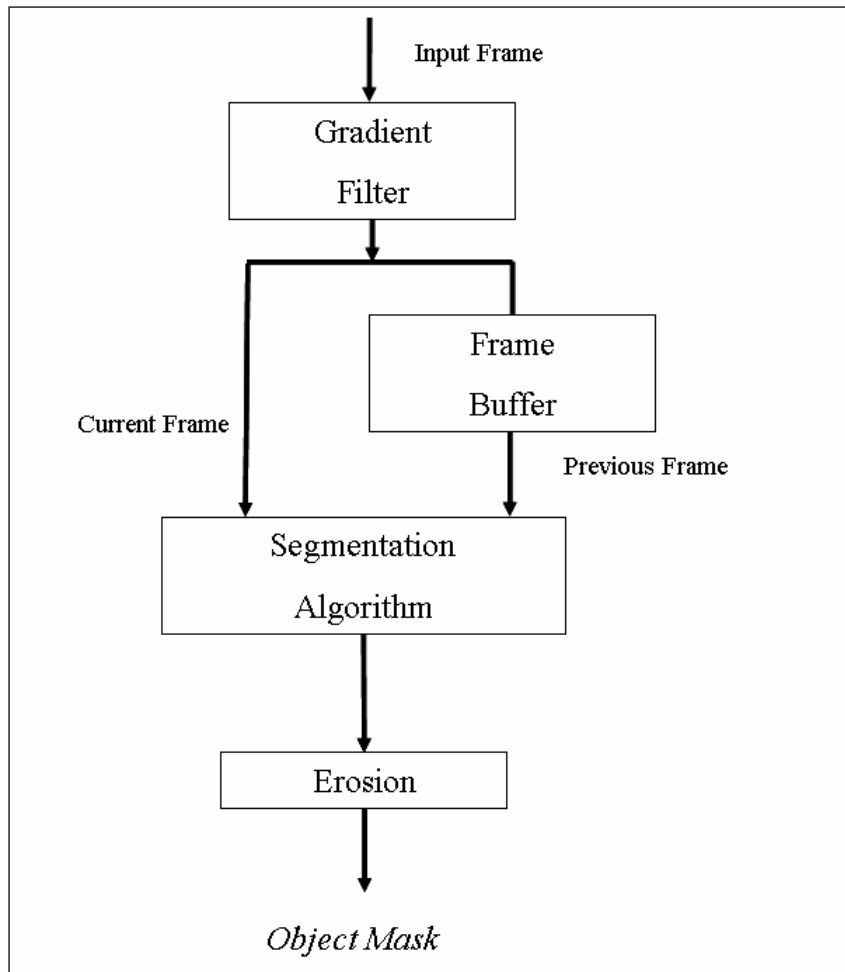 Input Frame
Gradient
Filter
Frame
Buffer
Current Frame
Previous Frame
Segmentation
Algorithm
Erosion
Object Mask